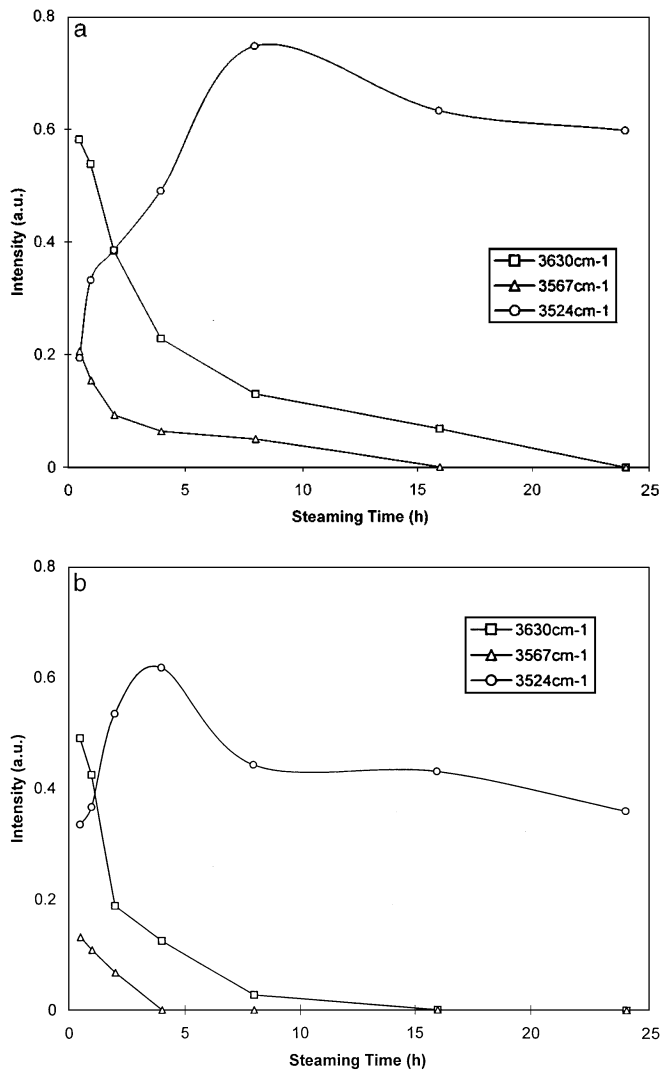 a
0.8
0.6
0.4
0.2
0
Intensity (a.u.)
3630cm-1
3567cm-1
3524cm-1
0 5 10 15 20 25
Steaming Time (h)
b
0.8
0.6
0.4
0.2
0
Intensity (a.u.)
3630cm-1
3567cm-1
3524cm-1
0 5 10 15 20 25
Steaming Time (h)